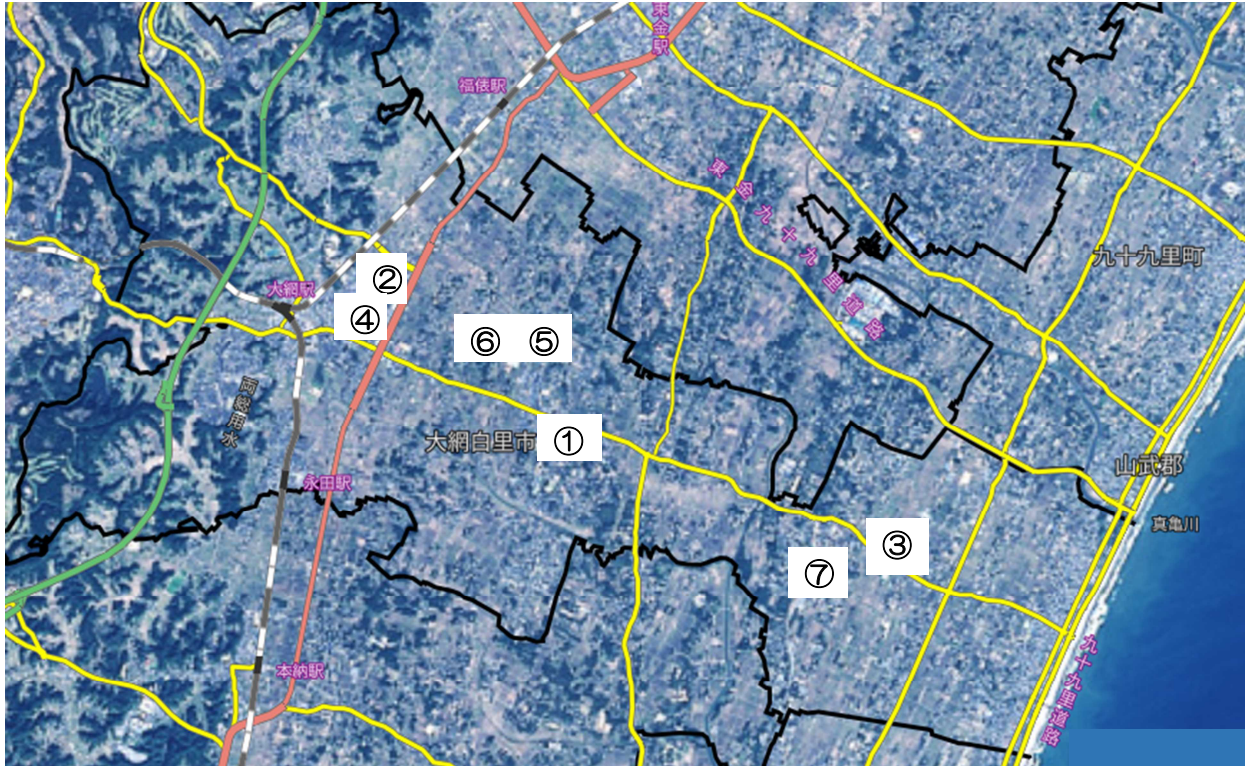 東金駅
福俵駅
東金九十九里道路
九十九里町
②
大網駅
④
⑥ ⑤
両総用水
大網白里市
①
山武郡
永田駅
真亀川
③
⑦
本納駅
九十九里道路